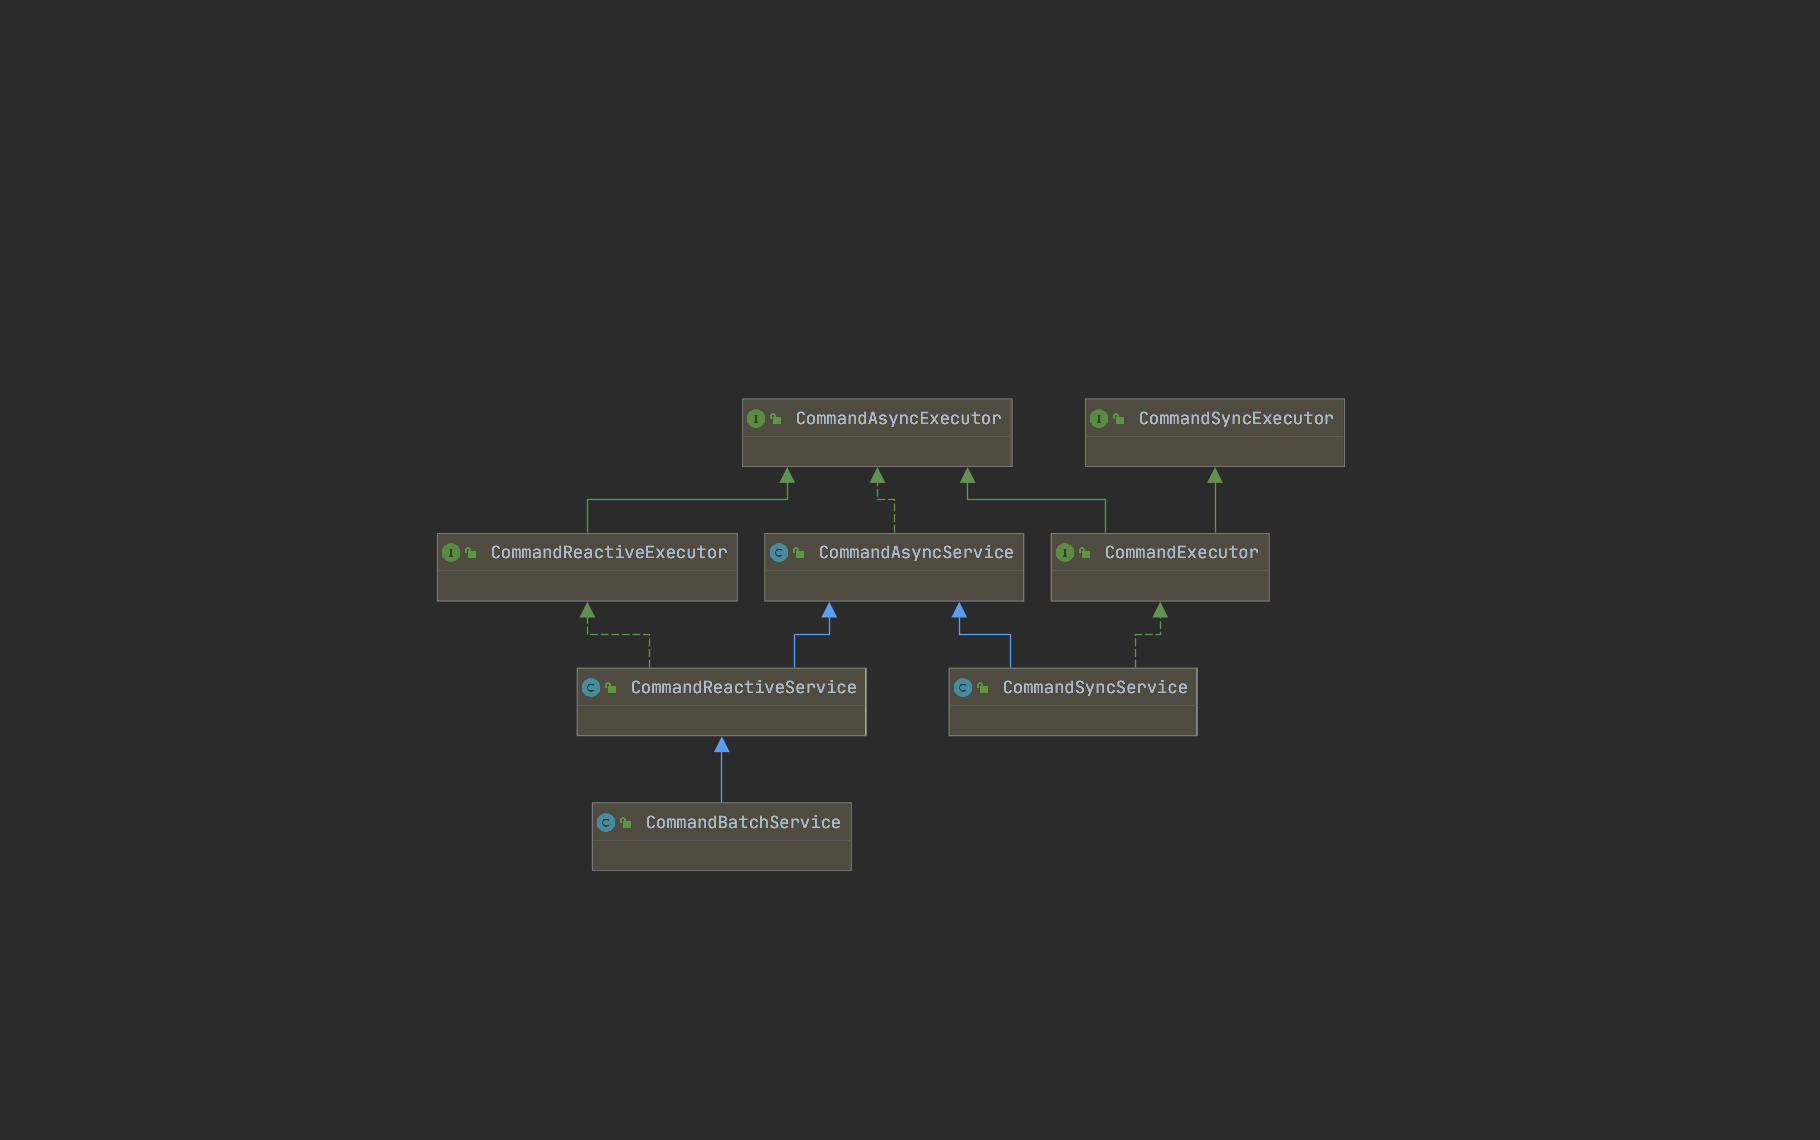 CommandAsyncExecutor
CommandSyncExecutor
CommandReactiveExecutor
CommandAsyncService
CommandExecutor
CommandReactiveService
CommandSyncService
CommandBatchService